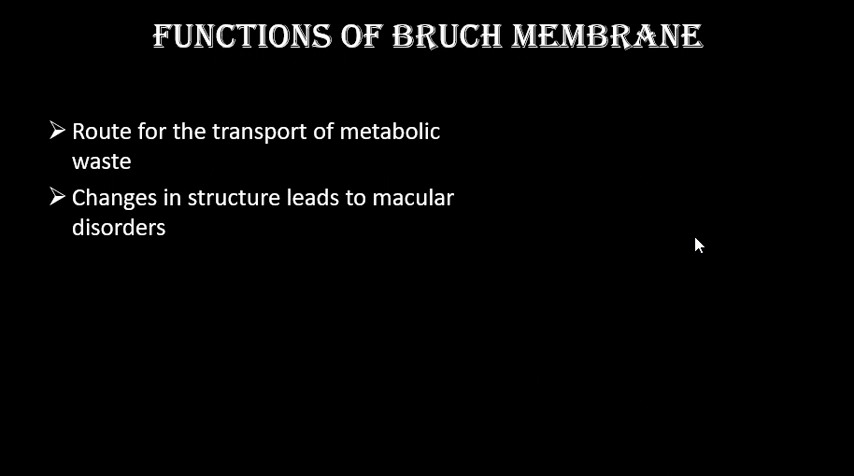 FUNCTIONS OF BRUCH MEMBRANE
➢ Route for the transport of metabolic
waste
➢ Changes in structure leads to macular
disorders